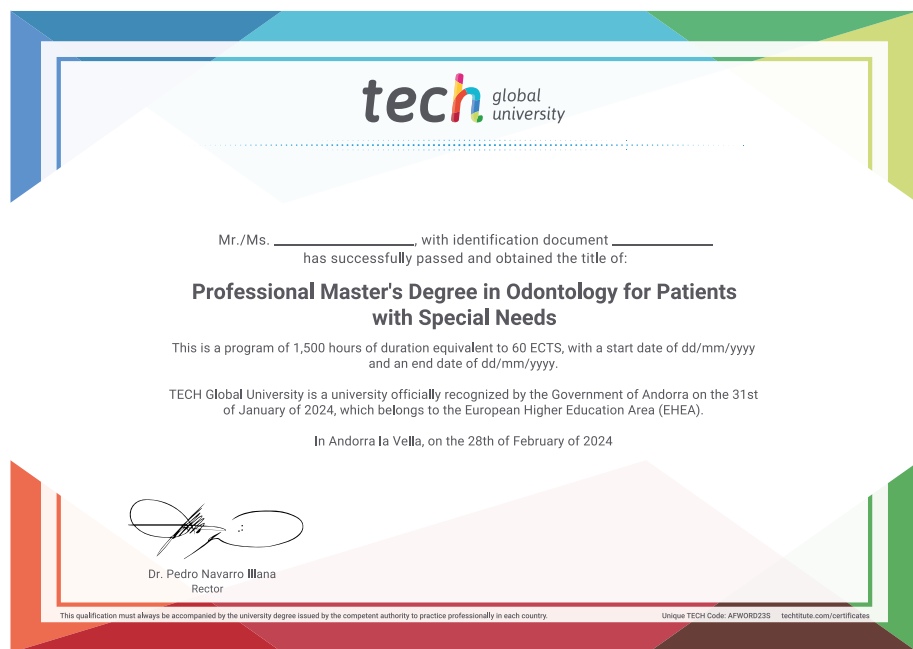 tech global university
Mr./Ms. ____________________, with identification document ______________
has successfully passed and obtained the title of:
Professional Master's Degree in Odontology for Patients
with Special Needs
This is a program of 1,500 hours of duration equivalent to 60 ECTS, with a start date of dd/mm/yyyy
and an end date of dd/mm/yyyy.
TECH Global University is a university officially recognized by the Government of Andorra on the 31st
of January of 2024, which belongs to the European Higher Education Area (EHEA).
In Andorra la Vella, on the 28th of February of 2024
Dr. Pedro Navarro Illana
Rector
This qualification must always be accompanied by the university degree issued by the competent authority to practice professionally in each country.
Unique TECH Code: AFWORD23S techtitute.com/certificates